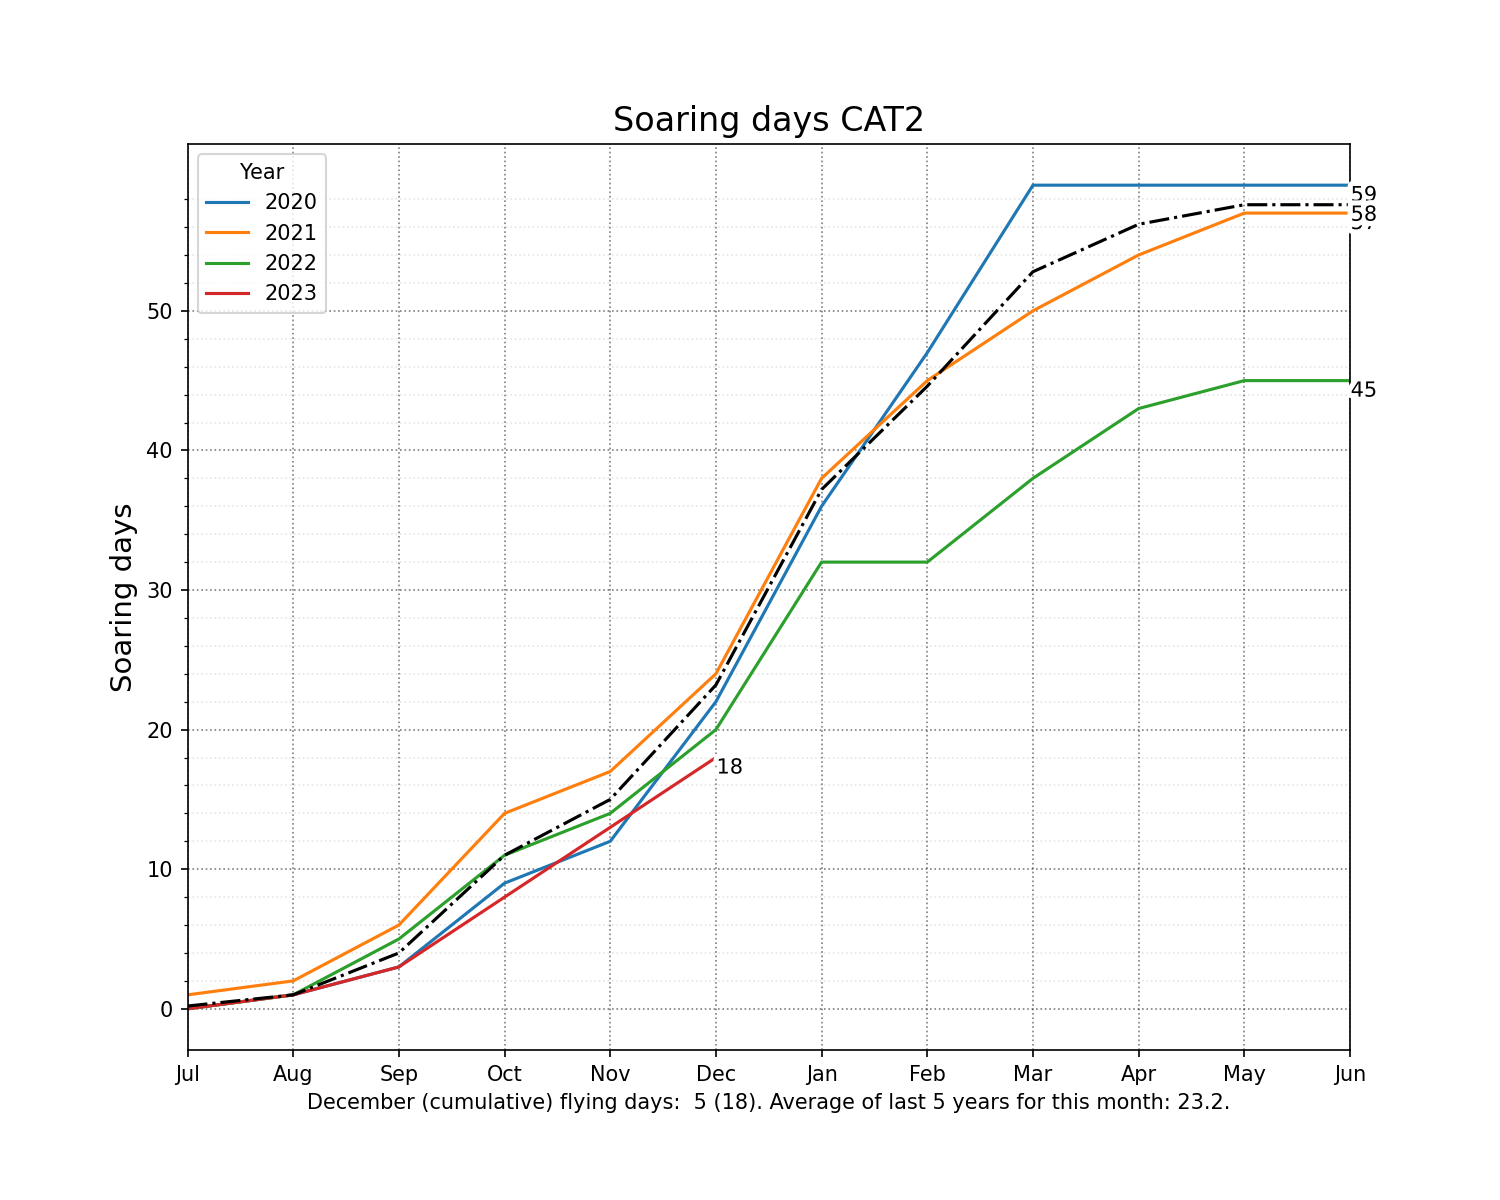 Soaring days CAT2
Year
2020
2021
2022
2023
59
58
45
18
50
40
30
20
10
0
Soaring days
Jul Aug Sep Oct Nov Dec Jan Feb Mar Apr May Jun
December (cumulative) flying days:  5 (18). Average of last 5 years for this month: 23.2.